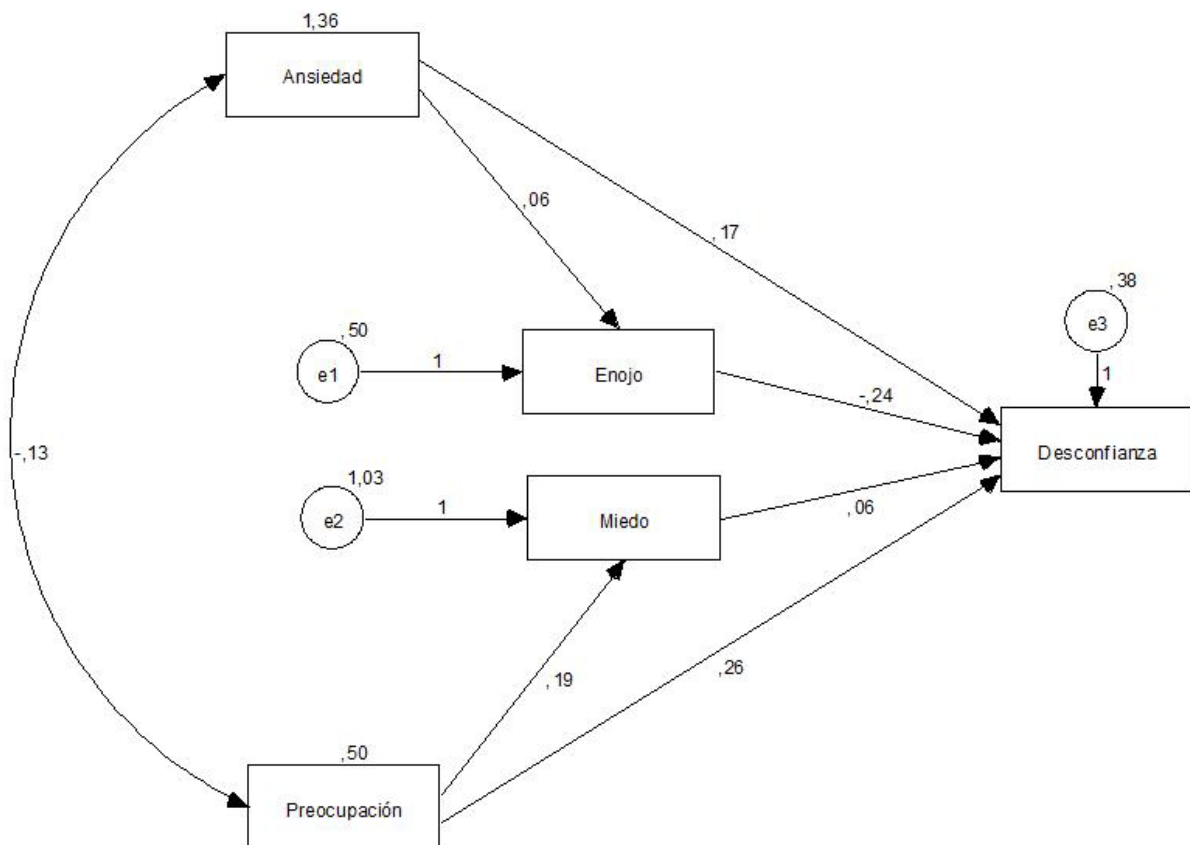 1,36
Ansiedad
,06
,17
,38
e3
,50
1
e1
1
Enojo
-,24
Desconfianza
-,13
1,03
e2
1
Miedo
,06
,19
,26
,50
Preocupación